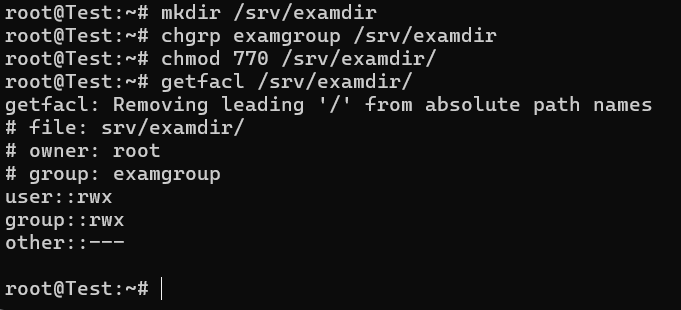 root@Test:~# mkdir /srv/examdir
root@Test:~# chgrp examgroup /srv/examdir
root@Test:~# chmod 770 /srv/examdir/
root@Test:~# getfacl /srv/examdir/
getfacl: Removing leading '/' from absolute path names
# file: srv/examdir/
# owner: root
# group: examgroup
user::rwx
group::rwx
other::---
root@Test:~#